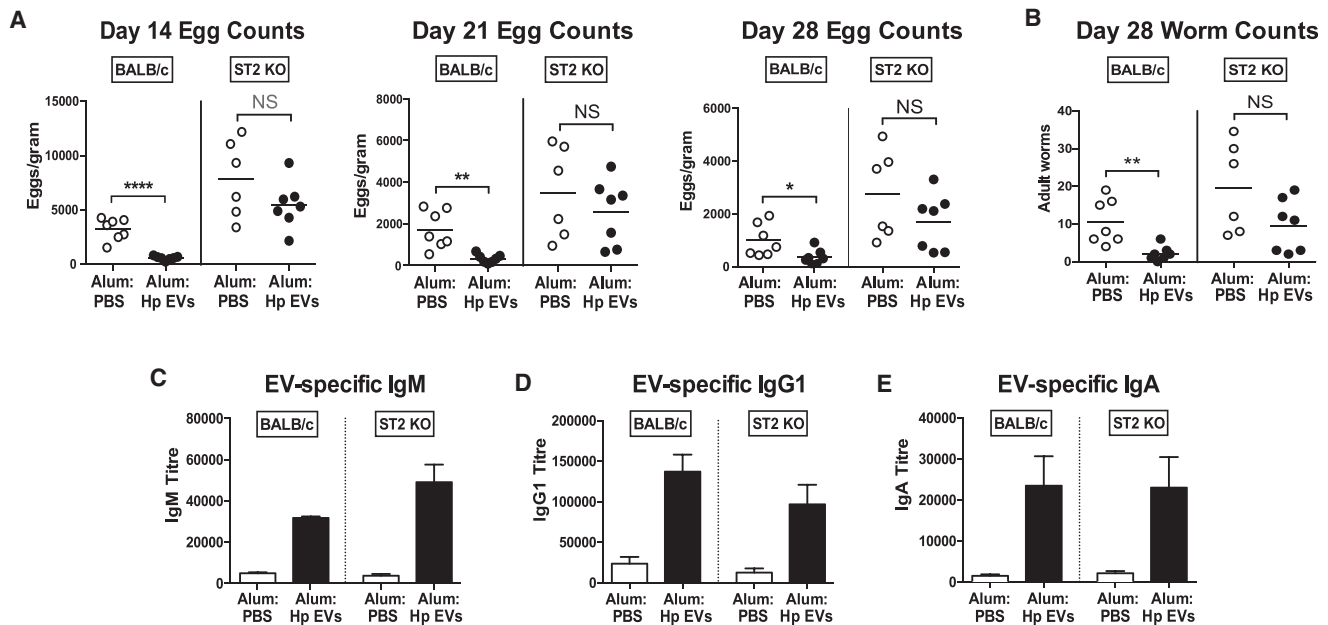 A
Day 14 Egg Counts
BALB/c
ST2 KO
Eggs/gram
15000
10000
5000
0
****
NS
Alum:
PBS
Alum:
Hp EVs
Alum:
PBS
Alum:
Hp EVs
Day 21 Egg Counts
BALB/c
ST2 KO
Eggs/gram
8000
6000
4000
2000
0
**
NS
Alum:
PBS
Alum:
Hp EVs
Alum:
PBS
Alum:
Hp EVs
Day 28 Egg Counts
BALB/c
ST2 KO
Eggs/gram
6000
4000
2000
0
*
NS
Alum:
PBS
Alum:
Hp EVs
Alum:
PBS
Alum:
Hp EVs
B
Day 28 Worm Counts
BALB/c
ST2 KO
Adult worms
40
30
20
10
0
**
NS
Alum:
PBS
Alum:
Hp EVs
Alum:
PBS
Alum:
Hp EVs
C
EV-specific IgM
BALB/c
ST2 KO
IgM Titre
80000
60000
40000
20000
0
Alum:
PBS
Alum:
Hp EVs
Alum:
PBS
Alum:
Hp EVs
D
EV-specific IgG1
BALB/c
ST2 KO
IgG1 Titre
200000
150000
100000
50000
0
Alum:
PBS
Alum:
Hp EVs
Alum:
PBS
Alum:
Hp EVs
E
EV-specific IgA
BALB/c
ST2 KO
IgA Titre
40000
30000
20000
10000
0
Alum:
PBS
Alum:
Hp EVs
Alum:
PBS
Alum:
Hp EVs